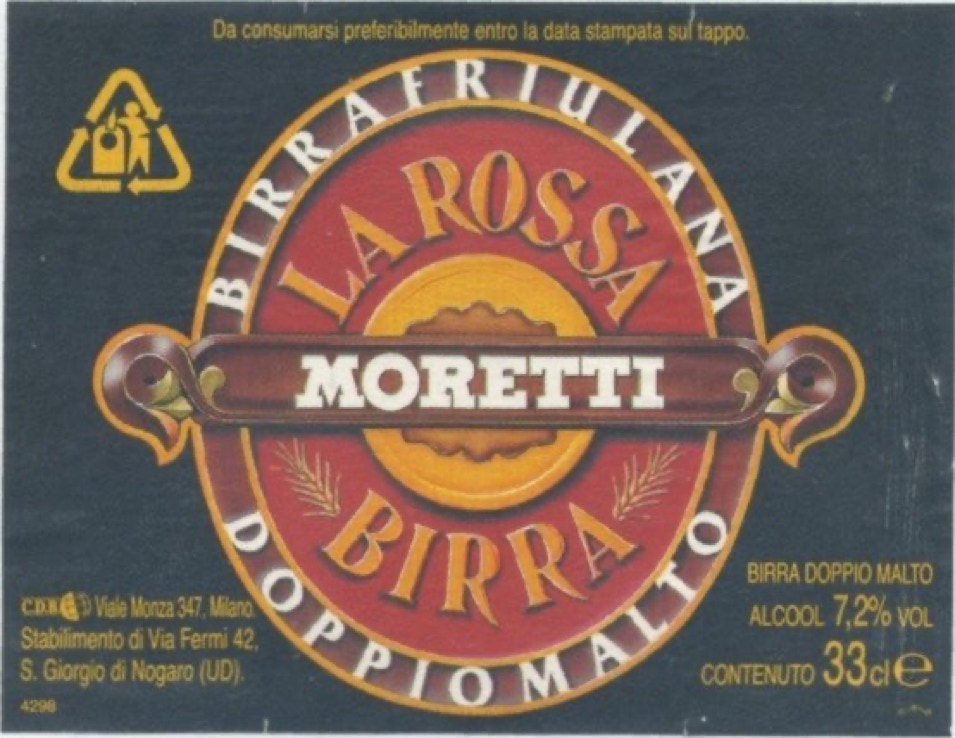 Da consumarsi preferibilmente entro la data stampata sul tappo.
BIRRA FRIULANA
LA ROSSA
MORETTI
BIRRA
DOPPIO MALTO
C.D.B. Viale Monza 347, Milano.
Stabilimento di Via Fermi 42,
S. Giorgio di Nogaro (UD).
4298
BIRRA DOPPIO MALTO
ALCOOL 7,2% VOL
CONTENUTO 33 cl e